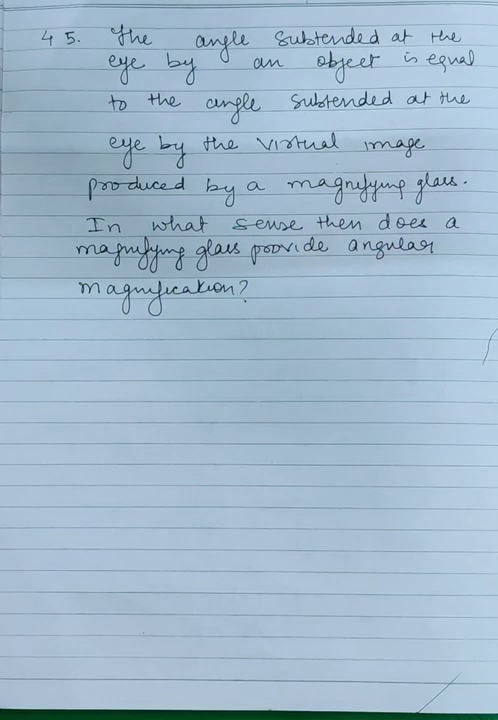 45. The angle subtended at the
eye by an object is equal
to the angle subtended at the
eye by the virtual image
produced by a magnifying glass.
In what sense then does a
magnifying glass provide angular
magnification?